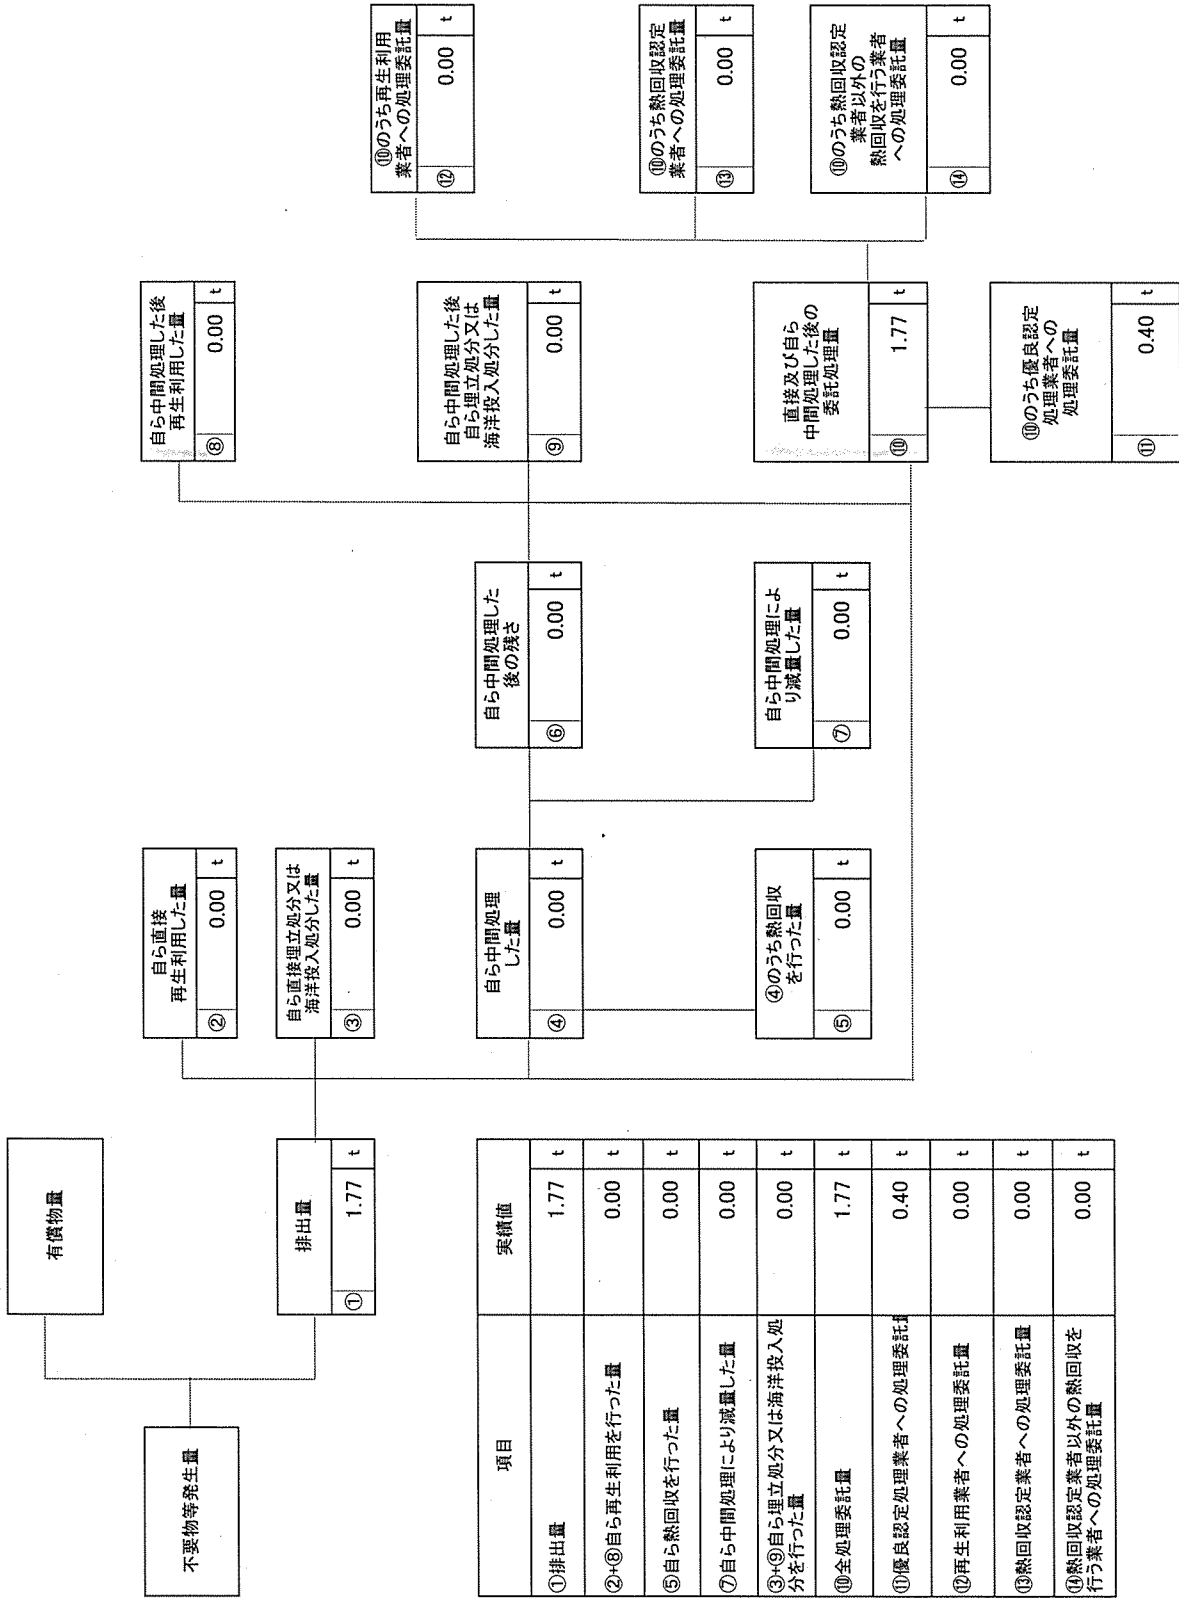 不要物等発生量
有償物量
排出量
① 1.77 t
自ら直接
再生利用した量
② 0.00 t
自ら直接埋立処分又は
海洋投入処分した量
③ 0.00 t
自ら中間処理
した量
④ 0.00 t
④のうち熱回収
を行った量
⑤ 0.00 t
自ら中間処理した
後の残さ
⑥ 0.00 t
自ら中間処理によ
り減量した量
⑦ 0.00 t
自ら中間処理した後
再生利用した量
⑧ 0.00 t
自ら中間処理した後
自ら埋立処分又は
海洋投入処分した量
⑨ 0.00 t
直接及び自ら
中間処理した後の
委託処理量
⑩ 1.77 t
⑩のうち優良認定
処理業者への
処理委託量
⑪ 0.40 t
⑩のうち再生利用
業者への処理委託量
⑫ 0.00 t
⑩のうち熱回収認定
業者への処理委託量
⑬ 0.00 t
⑩のうち熱回収認定
業者以外の
熱回収を行う業者
への処理委託量
⑭ 0.00 t
項目 実績値
①排出量 1.77 t
②+⑧自ら再生利用を行った量 0.00 t
⑤自ら熱回収を行った量 0.00 t
⑦自ら中間処理により減量した量 0.00 t
③+⑨自ら埋立処分又は海洋投入処
分を行った量 0.00 t
⑩全処理委託量 1.77 t
⑪優良認定処理業者への処理委託量 0.40 t
⑫再生利用業者への処理委託量 0.00 t
⑬熱回収認定業者への処理委託量 0.00 t
⑭熱回収認定業者以外の熱回収を
行う業者への処理委託量 0.00 t